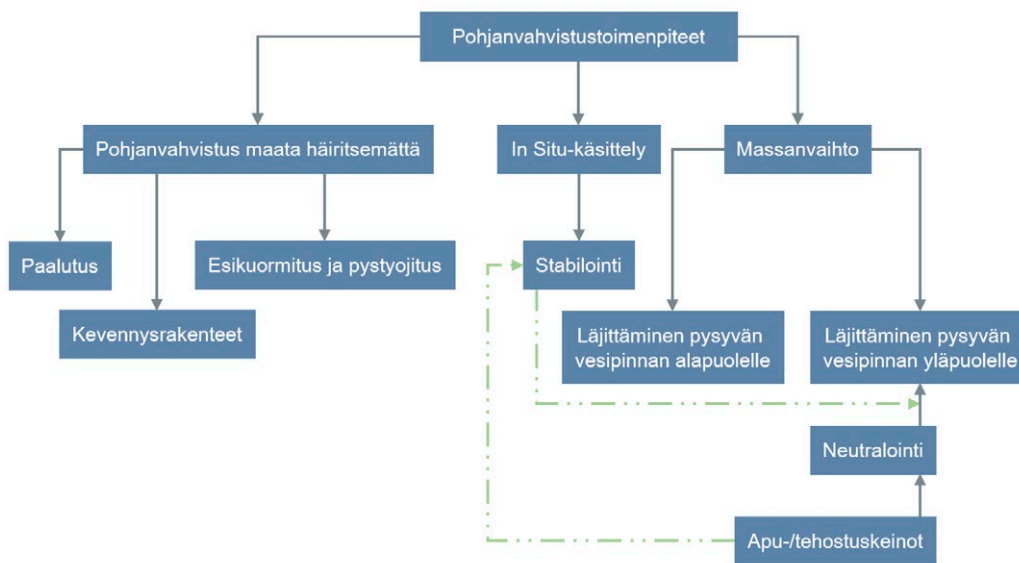 Pohjanvahvistustoimenpiteet
Pohjanvahvistus maata häiritsemättä
In Situ-käsittely
Massanvaihto
Paalutus
Esikuormitus ja pystyojitus
Stabilointi
Kevennysrakenteet
Läjittäminen pysyvän
vesipinnan alapuolelle
Läjittäminen pysyvän
vesipinnan yläpuolelle
Neutralointi
Apu-/tehostuskeinot